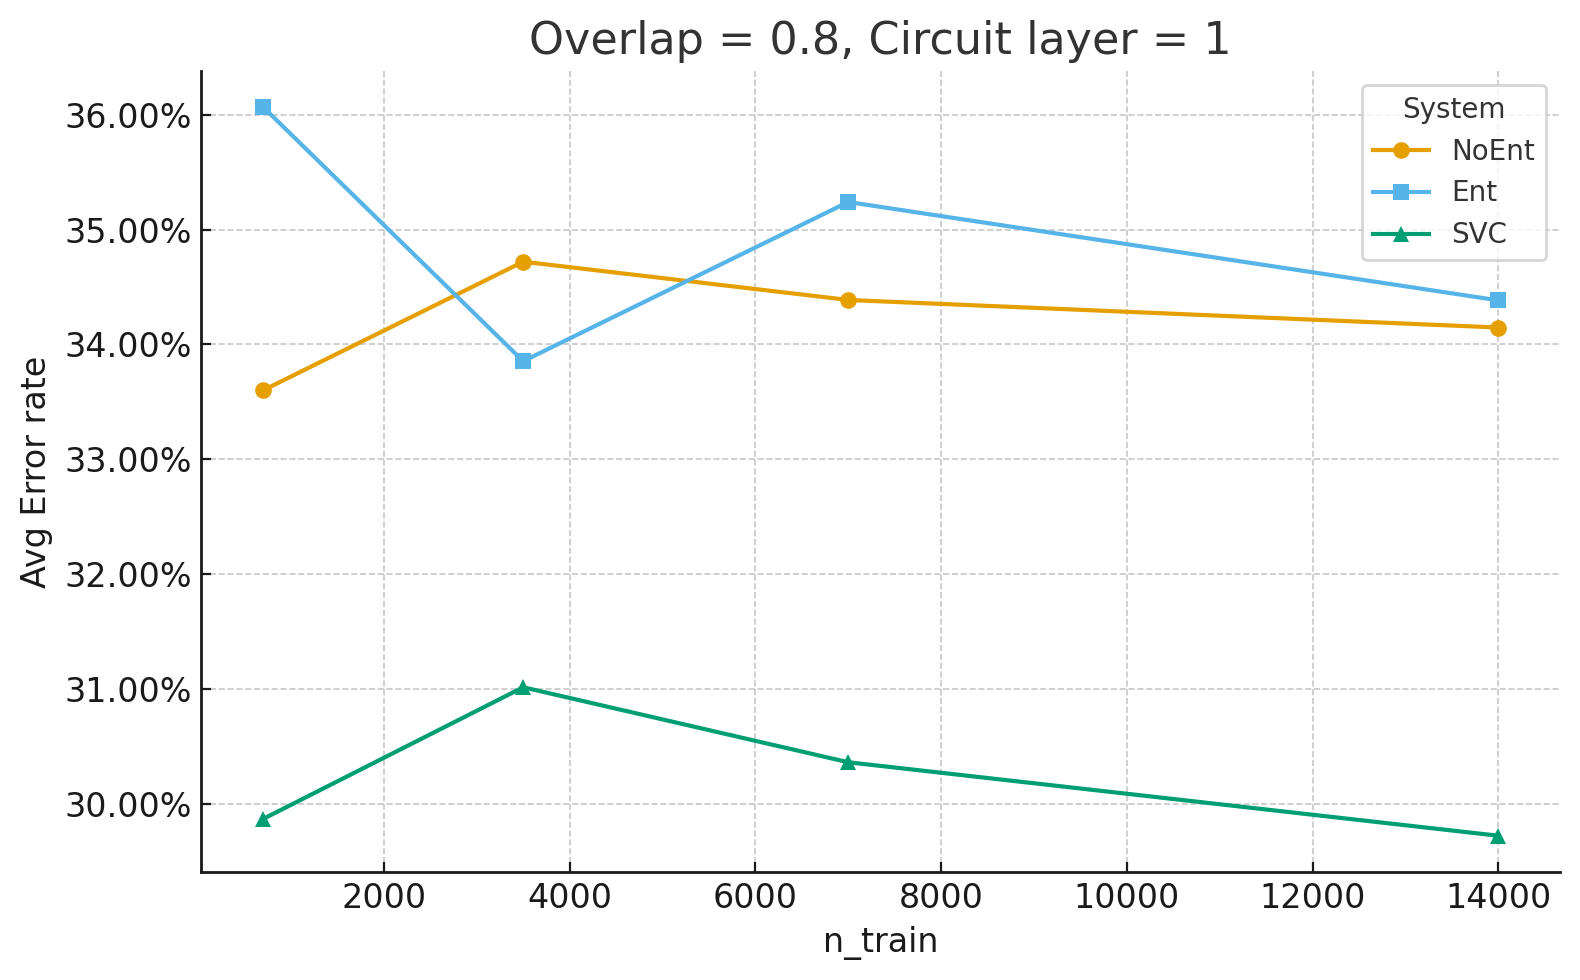 Overlap = 0.8, Circuit layer = 1
System
NoEnt
Ent
SVC
Avg Error rate
36.00%
35.00%
34.00%
33.00%
32.00%
31.00%
30.00%
2000 4000 6000 8000 10000 12000 14000
n_train